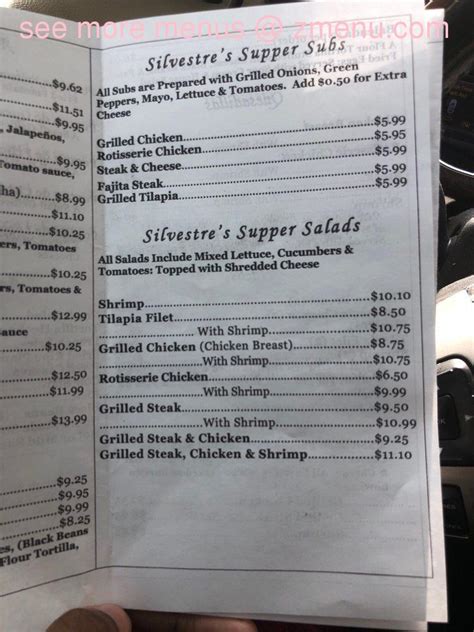 see more menus @ zmenu.com
$9.62
$11.51
$9.95
, Jalapeños,
$9.95
Tomato sauce,
ha) $8.99
$11.10
ers, Tomatoes
$10.25
, Tomatoes &
$12.99
Sauce
$10.25
$12.50
$11.99
$13.99
$9.25
$9.95
$9.99
$8.25
es, (Black Beans
Flour Tortilla,
Silvestre's Supper Subs
All Subs are Prepared with Grilled Onions, Green
Peppers, Mayo, Lettuce & Tomatoes. Add $0.50 for Extra
Cheese
Grilled Chicken $5.99
Rotisserie Chicken $5.95
Steak & Cheese $5.99
Fajita Steak $5.99
Grilled Tilapia $5.99
Silvestre's Supper Salads
All Salads Include Mixed Lettuce, Cucumbers &
Tomatoes: Topped with Shredded Cheese
Shrimp $10.10
Tilapia Filet $8.50
With Shrimp $10.75
Grilled Chicken (Chicken Breast) $8.75
With Shrimp $10.75
Rotisserie Chicken $6.50
With Shrimp $9.99
Grilled Steak $9.50
With Shrimp $10.99
Grilled Steak & Chicken $9.25
Grilled Steak, Chicken & Shrimp $11.10